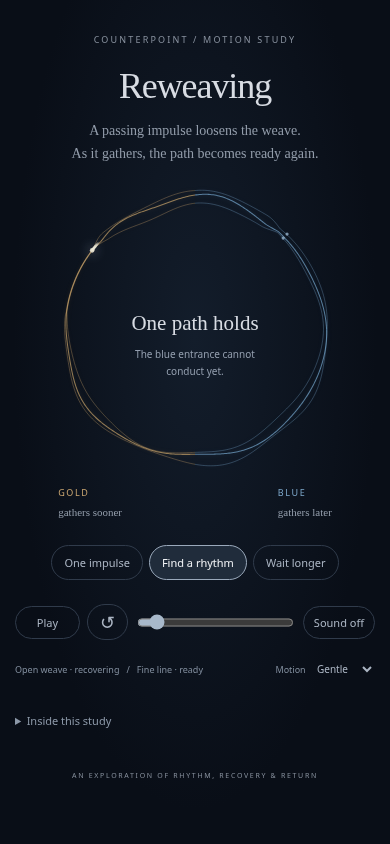 COUNTERPOINT / MOTION STUDY
Reweaving
A passing impulse loosens the weave.
As it gathers, the path becomes ready again.
One path holds
The blue entrance cannot
conduct yet.
GOLD
gathers sooner
BLUE
gathers later
One impulse
Find a rhythm
Wait longer
Play
Sound off
Open weave · recovering / Fine line · ready
Motion Gentle
Inside this study
AN EXPLORATION OF RHYTHM, RECOVERY & RETURN